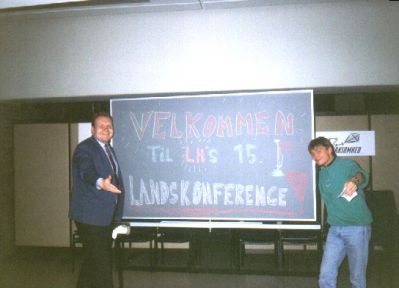 VELKOMMEN
Til LH's 15.
LANDSKONFERENCE